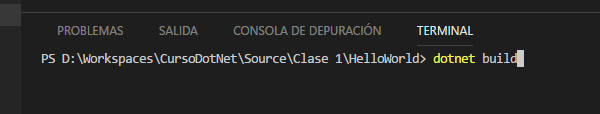 PROBLEMAS SALIDA CONSOLA DE DEPURACIÓN TERMINAL
PS D:\Workspaces\CursoDotNet\Source\Clase 1\HelloWorld> dotnet build